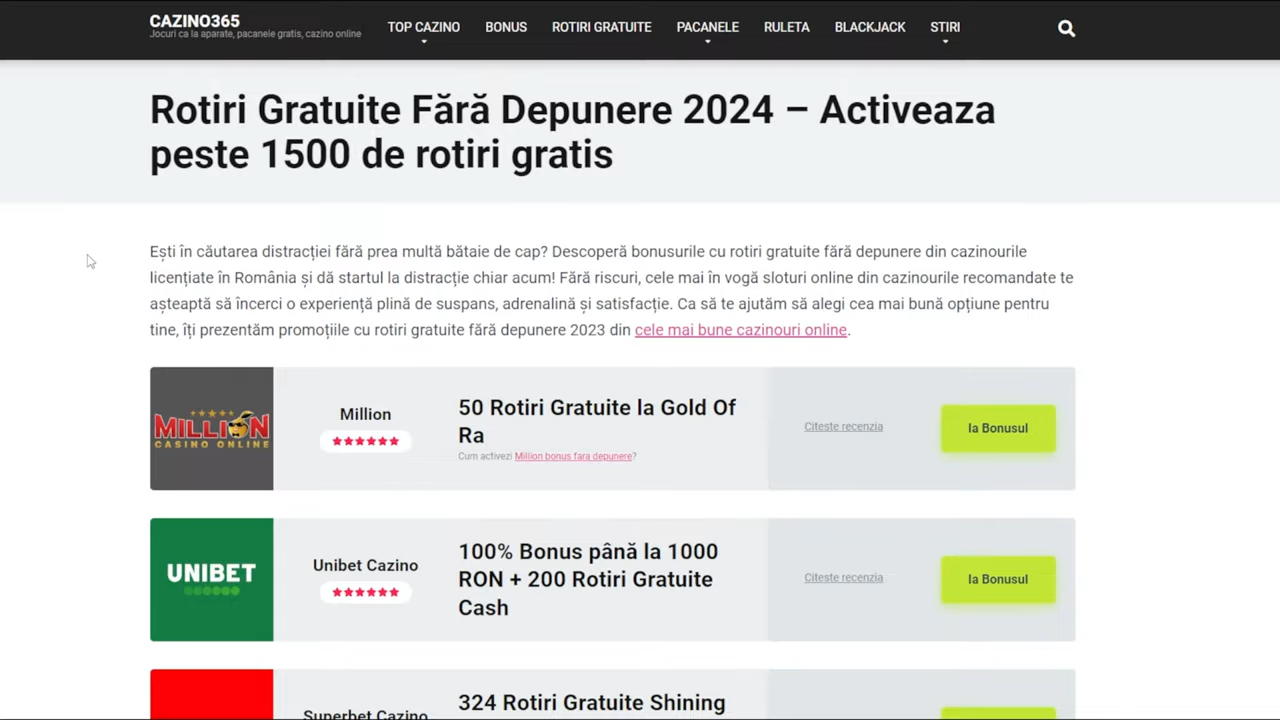 CAZINO365
Jocuri ca la aparate, pacanele gratis, cazino online
TOP CAZINO
BONUS
ROTIRI GRATUITE
PACANELE
RULETA
BLACKJACK
STIRI
Rotiri Gratuite Fără Depunere 2024 – Activeaza
peste 1500 de rotiri gratis
Ești în căutarea distracției fără prea multă bătaie de cap? Descoperă bonusurile cu rotiri gratuite fără depunere din cazinourile
licențiate în România și dă startul la distracție chiar acum! Fără riscuri, cele mai în vogă sloturi online din cazinourile recomandate te
așteaptă să încerci o experiență plină de suspans, adrenalină și satisfacție. Ca să te ajutăm să alegi cea mai bună opțiune pentru
tine, îți prezentăm promoțiile cu rotiri gratuite fără depunere 2023 din cele mai bune cazinouri online.
MILLION
CASINO ONLINE
Million
50 Rotiri Gratuite la Gold Of
Ra
Cum activezi Million bonus fara depunere?
Citeste recenzia
Ia Bonusul
UNIBET
Unibet Cazino
100% Bonus până la 1000
RON + 200 Rotiri Gratuite
Cash
Citeste recenzia
Ia Bonusul
Superbet Cazino
324 Rotiri Gratuite Shining